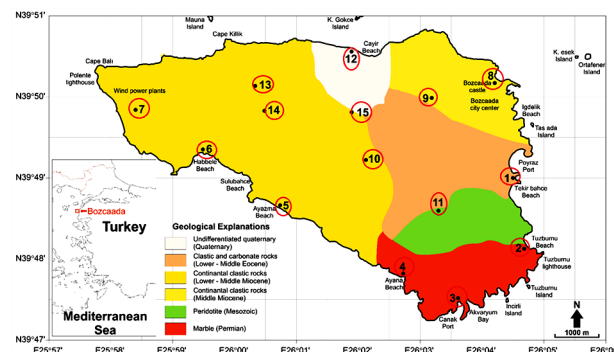 N39°51'
Mauna
Island
K. Gokce
Island
Cape Killik
Cayir
Beach
12
K. esek
Island
Ortafener
Island
Cape Balı
Polente
lighthouse
8
Bozcaada
castle
Bozcaada
city center
N39°50'
13
Wind power plants
7
14
9
15
Igdelik
Beach
Tas ada
Island
6
Habbele
Beach
10
Poyraz
Port
N39°49'
1
Tekir bahce
Beach
Sulubahce
Beach
5
Ayazma
Beach
11
Bozcaada
Turkey
Mediterranean
Sea
Geological Explanations
Undifferentiated quaternary
(Quaternary)
Clastic and carbonate rocks
(Lower - Middle Eocene)
Continantal clastic rocks
(Lower - Middle Miocene)
Continantal clastic rocks
(Middle Miocene)
Peridotite (Mesozoic)
Marble (Permian)
N39°48'
2
Tuzburnu
Beach
Tuzburnu
lighthouse
4
Ayana
Beach
3
Tuzburnu
Island
Incirli
Island
Canak
Port
Akvaryum
Bay
N
1000 m
N39°47'
E25°57'
E25°58'
E25°59'
E26°00'
E26°01'
E26°02'
E26°03'
E26°04'
E26°05'
E26°06'